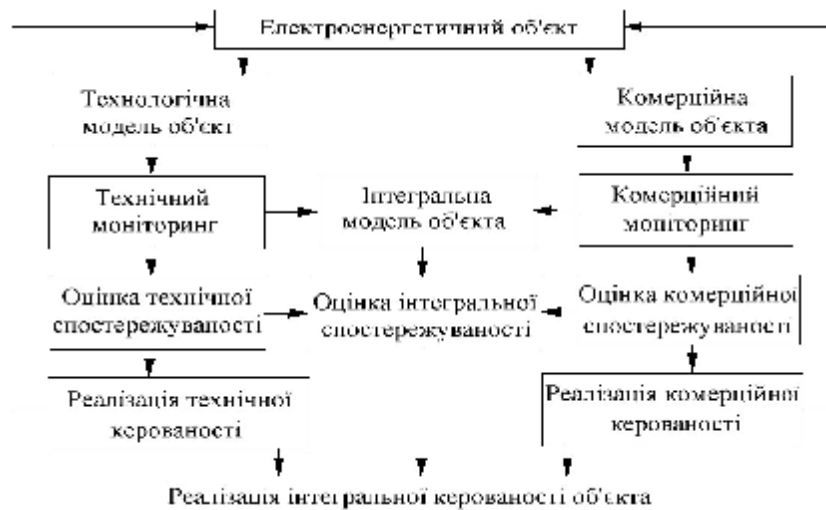 Електроенергетичний об'єкт
Технологічна
модель об'єкт
Комерційна
модель об'єкта
Технічний
моніторинг
Інтегральна
модель об'єкта
Комерційний
моніторинг
Оцінка технічної
спостережуваності
Оцінка інтегральної
спостережуваності
Оцінка комерційної
спостережуваності
Реалізація технічної
керованості
Реалізація комерційної
керованості
Реалізація інтегральної керованості об'єкта